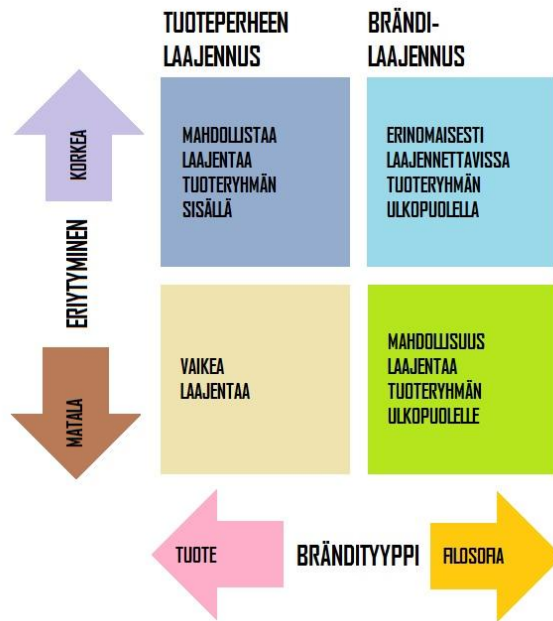 TUOTEPERHEEN
LAAJENNUS
BRÄNDI-
LAAJENNUS
KORKEA
ERIYTYMINEN
MATALA
MAHDOLLISTAA
LAAJENTAA
TUOTERYHMÄN
SISÄLLÄ
ERINOMAISESTI
LAAJENNETTAVISSA
TUOTERYHMÄN
ULKOPUOLELLA
VAIKEA
LAAJENTAA
MAHDOLLISUUS
LAAJENTAA
TUOTERYHMÄN
ULKOPUOLELLE
TUOTE
BRÄNDITYYPPI
FILOSOFIA